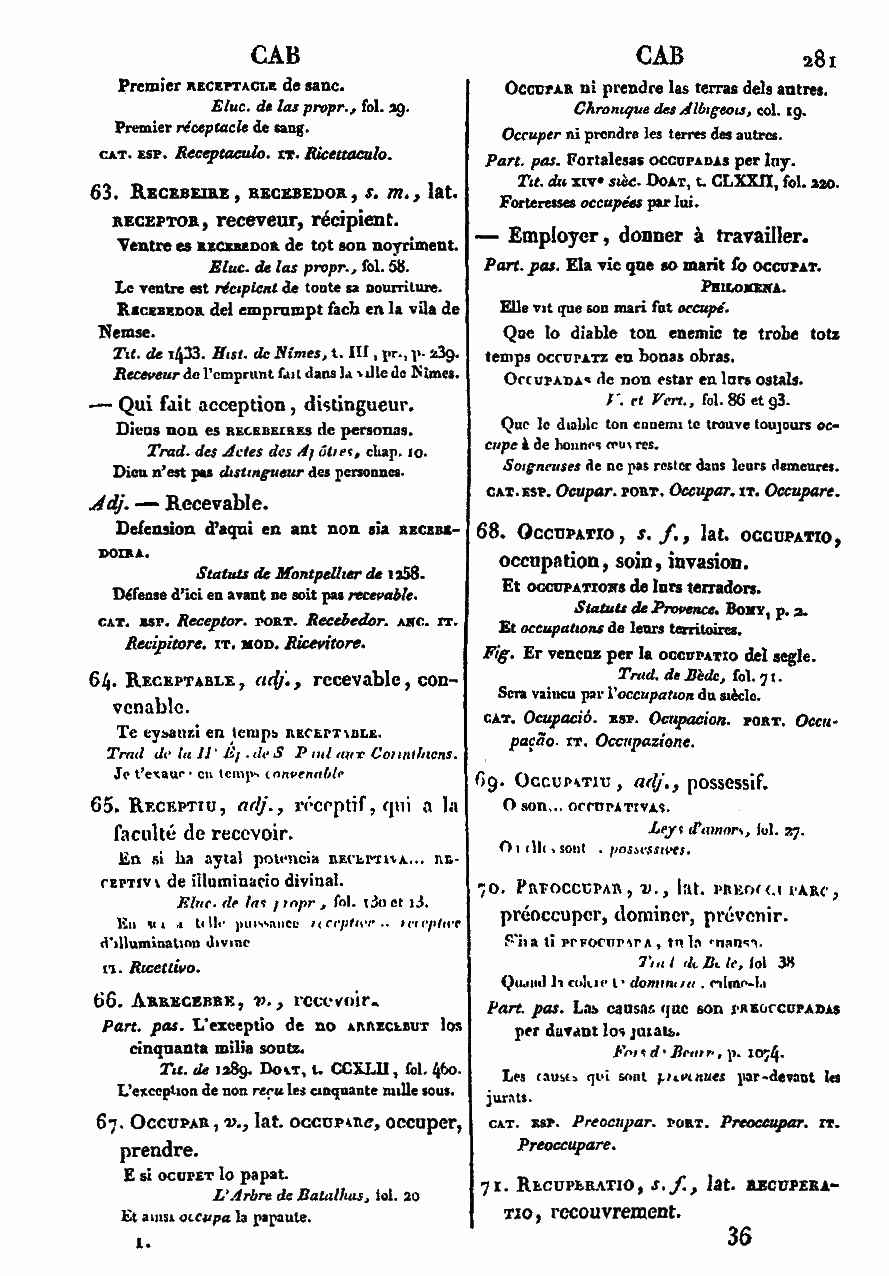 CAB
CAB 281
Premier RECEPTACLE de sanc.
Eluc. de las propr., fol. 29.
Premier réceptacle de sang.
CAT. ESP. Receptaculo. IT. Ricettaculo.
63. RECEBEIRE, RECEBEDOR, s. m., lat.
RECEPTOR, receveur, récipient.
Ventre es RECEBEDOR de tot son noyriment.
Eluc. de las propr., fol. 58.
Le ventre est récipient de toute sa nourriture.
RECEBEDOR del emprumpt fach en la vila de
Nemse.
Tit. de 1433. Hist. de Nîmes, t. III, pr., p. 239.
Receveur de l'emprunt fait dans la ville de Nîmes.
— Qui fait acception, distingueur.
Dieus non es RECEBEIRES de personas.
Trad. des Actes des Apôtres, chap. 10.
Dieu n'est pas distingueur des personnes.
Adj. — Recevable.
Defension d'aqui en ant non sia RECEBE-
DOIRA.
Statuts de Montpellier de 1258.
Défense d'ici en avant ne soit pas recevable.
CAT. ESP. Receptor. PORT. Recebedor. ANC. IT.
Recipitore. IT. MOD. Ricevitore.
64. RECEPTABLE, adj., recevable, con-
venable.
Te eysauzi en temps RECEPTABLE.
Trad de la IIe Ép. de S Paul aux Corinthiens.
Je t'exauce en temps convenable
65. RECEPTIU, adj., réceptif, qui a la
faculté de recevoir.
En si ha aytal potencia RECEPTIVA... RE-
CEPTIVA de illuminacio divinal.
Eluc. de las propr., fol. 130 et 13.
En soi a telle puissance réceptive .. réceptive
d'illumination divine
IT. Ricettivo.
66. ARRECEBRE, v., recevoir.
Part. pas. L'exceptio de no ARRECEBUT los
cinquanta milia soutz.
Tit. de 1289. DOAT, t. CCXLII, fol. 460.
L'exception de non reçu les cinquante mille sous.
67. OCCUPAR, v., lat. OCCUPARE, occuper,
prendre.
E si OCUPET lo papat.
L'Arbre de Batalhas, fol. 20
Et ainsi occupa la papaute.
1.
OCCUPAR ni prendre las terras dels autres.
Chronique des Albigeois, col. 19.
Occuper ni prendre les terres des autres.
Part. pas. Fortalesas OCCUPADAS per luy.
Tit. du XIVe sièc. DOAT, t. CLXXII, fol. 220.
Forteresses occupées par lui.
— Employer, donner à travailler.
Part. pas. Ela vic que so marit fo OCCUPAT.
PHILOMENA.
Elle vit que son mari fut occupé.
Que lo diable ton enemic te trobe totz
temps OCCUPATZ en bonas obras.
OCCUPADAS de non estar en lurs ostals.
V. et Vert., fol. 86 et 93.
Que le diable ton ennemi te trouve toujours oc-
cupe à de bonnes œuvres.
Soigneuses de ne pas rester dans leurs demeures.
CAT. ESP. Ocupar. PORT. Occupar. IT. Occupare.
68. OCCUPATIO, s. f., lat. OCCUPATIO,
occupation, soin, invasion.
Et OCCUPATIONS de lurs terradors.
Statuts de Provence. BOMY, p. 2.
Et occupations de leurs territoires.
Fig. Er vencuz per la OCCUPATIO del segle.
Trad. de Bède, fol. 71.
Sera vaincu par l'occupation du siècle.
CAT. Ocupació. ESP. Ocupacion. PORT. Occu-
pação. IT. Occupazione.
69. OCCUPATIU, adj., possessif.
O son... OCCUPATIVAS.
Leys d'amors, fol. 27.
Ou elles sont . possessives.
70. PREOCCUPAR, v., lat. PREOCCUPARE,
préoccuper, dominer, prévenir.
S'ira ti PREOCUPARA,
Trad de Bède, fol 38
Quand la colère te dominera, calme-la
Part. pas. Las causas que son PREOCCUPADAS
per davant los jurats.
Fors de Bearn, p. 1074.
Les causes qui sont prévenues par-devant les
jurats.
CAT. ESP. Preocupar. PORT. Preoccupar. IT.
Preoccupare.
71. RECUPERATIO, s. f., lat. RECUPERA-
TIO, recouvrement.
36